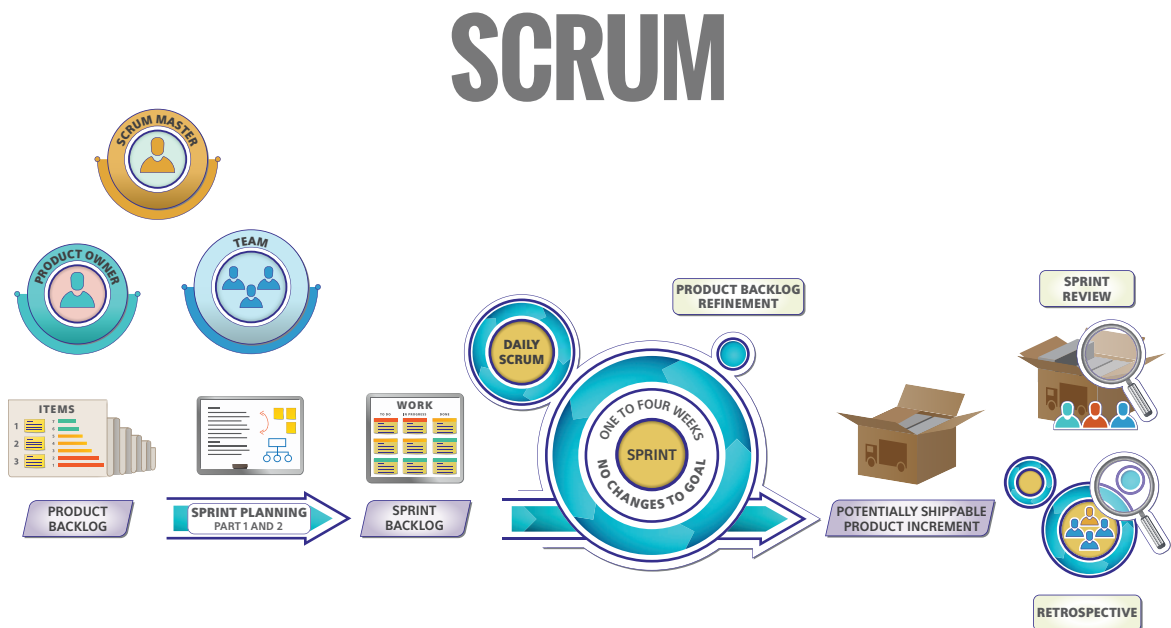 SCRUM
SCRUM MASTER
PRODUCT OWNER
TEAM
ITEMS
1
2
3
PRODUCT
BACKLOG
SPRINT PLANNING
PART 1 AND 2
WORK
TO DO
IN PROGRESS
DONE
SPRINT
BACKLOG
DAILY
SCRUM
ONE TO FOUR WEEKS
SPRINT
NO CHANGES TO GOAL
PRODUCT BACKLOG
REFINEMENT
POTENTIALLY SHIPPABLE
PRODUCT INCREMENT
SPRINT
REVIEW
RETROSPECTIVE